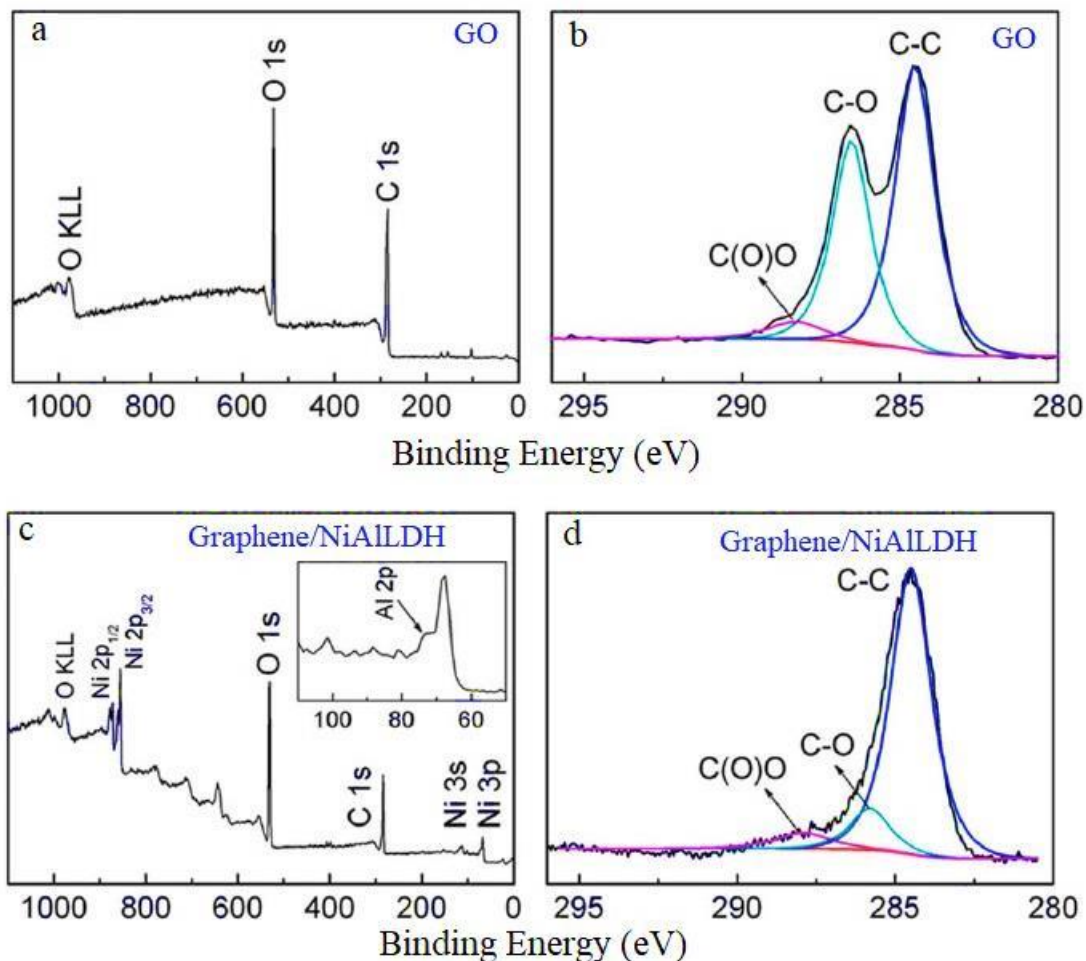 a
GO
O KLL
O 1s
C 1s
1000 800 600 400 200 0
b
GO
C-C
C-O
C(O)O
295 290 285 280
Binding Energy (eV)
c
Graphene/NiAlLDH
O KLL
Ni 2p1/2
Ni 2p3/2
O 1s
Al 2p
100 80 60
C 1s
Ni 3s
Ni 3p
1000 800 600 400 200 0
d
Graphene/NiAlLDH
C-C
C-O
C(O)O
295 290 285 280
Binding Energy (eV)